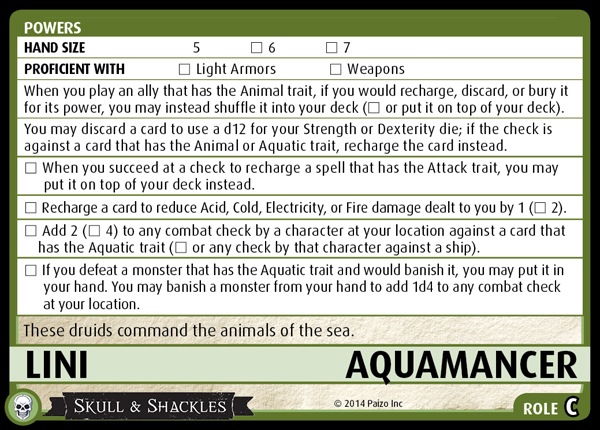 POWERS
HAND SIZE 5 □ 6 □ 7
PROFICIENT WITH □ Light Armors □ Weapons
When you play an ally that has the Animal trait, if you would recharge, discard, or bury it
for its power, you may instead shuffle it into your deck (□ or put it on top of your deck).
You may discard a card to use a d12 for your Strength or Dexterity die; if the check is
against a card that has the Animal or Aquatic trait, recharge the card instead.
□ When you succeed at a check to recharge a spell that has the Attack trait, you may
put it on top of your deck instead.
□ Recharge a card to reduce Acid, Cold, Electricity, or Fire damage dealt to you by 1 (□ 2).
□ Add 2 (□ 4) to any combat check by a character at your location against a card that
has the Aquatic trait (□ or any check by that character against a ship).
□ If you defeat a monster that has the Aquatic trait and would banish it, you may put it in
your hand. You may banish a monster from your hand to add 1d4 to any combat check
at your location.
These druids command the animals of the sea.
LINI AQUAMANCER
SKULL & SHACKLES © 2014 Paizo Inc ROLE C